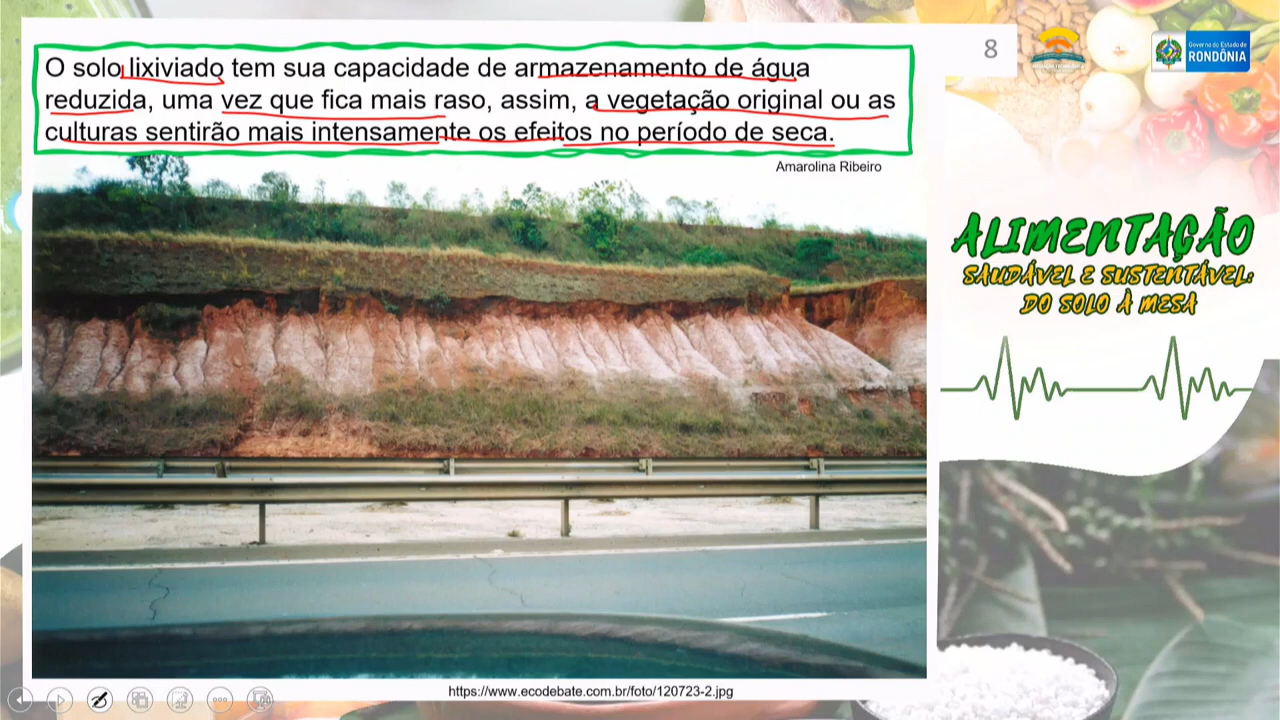 O solo lixiviado tem sua capacidade de armazenamento de água
reduzida, uma vez que fica mais raso, assim, a vegetação original ou as
culturas sentirão mais intensamente os efeitos no período de seca.
8
Governo do Estado de
RONDÔNIA
Amarolina Ribeiro
ALIMENTAÇÃO
SAUDÁVEL E SUSTENTÁVEL:
DO SOLO À MESA
https://www.ecodebate.com.br/foto/120723-2.jpg